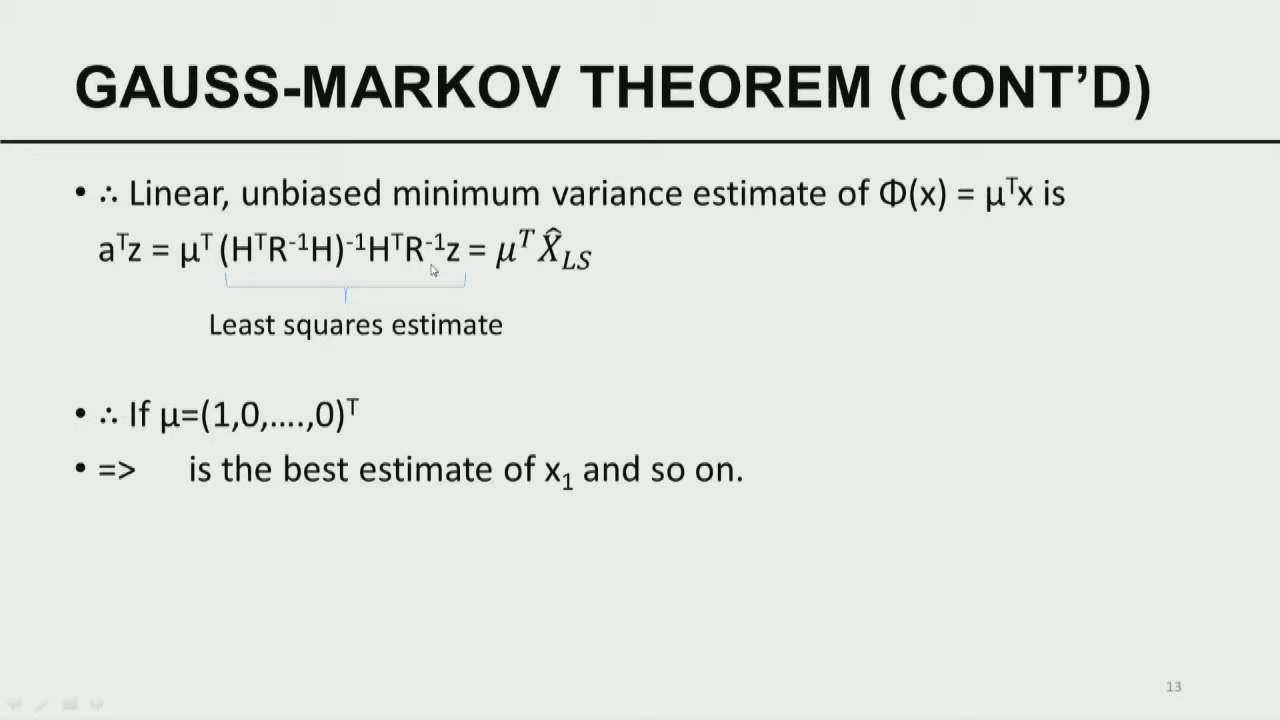 GAUSS-MARKOV THEOREM (CONT’D)
• ∴ Linear, unbiased minimum variance estimate of Φ(x) = μᵀx is
aᵀz = μᵀ (HᵀR⁻¹H)⁻¹HᵀR⁻¹z = 𝜇ᵀ X̂_LS
Least squares estimate
• ∴ If μ=(1,0,….,0)ᵀ
• => is the best estimate of x₁ and so on.
13